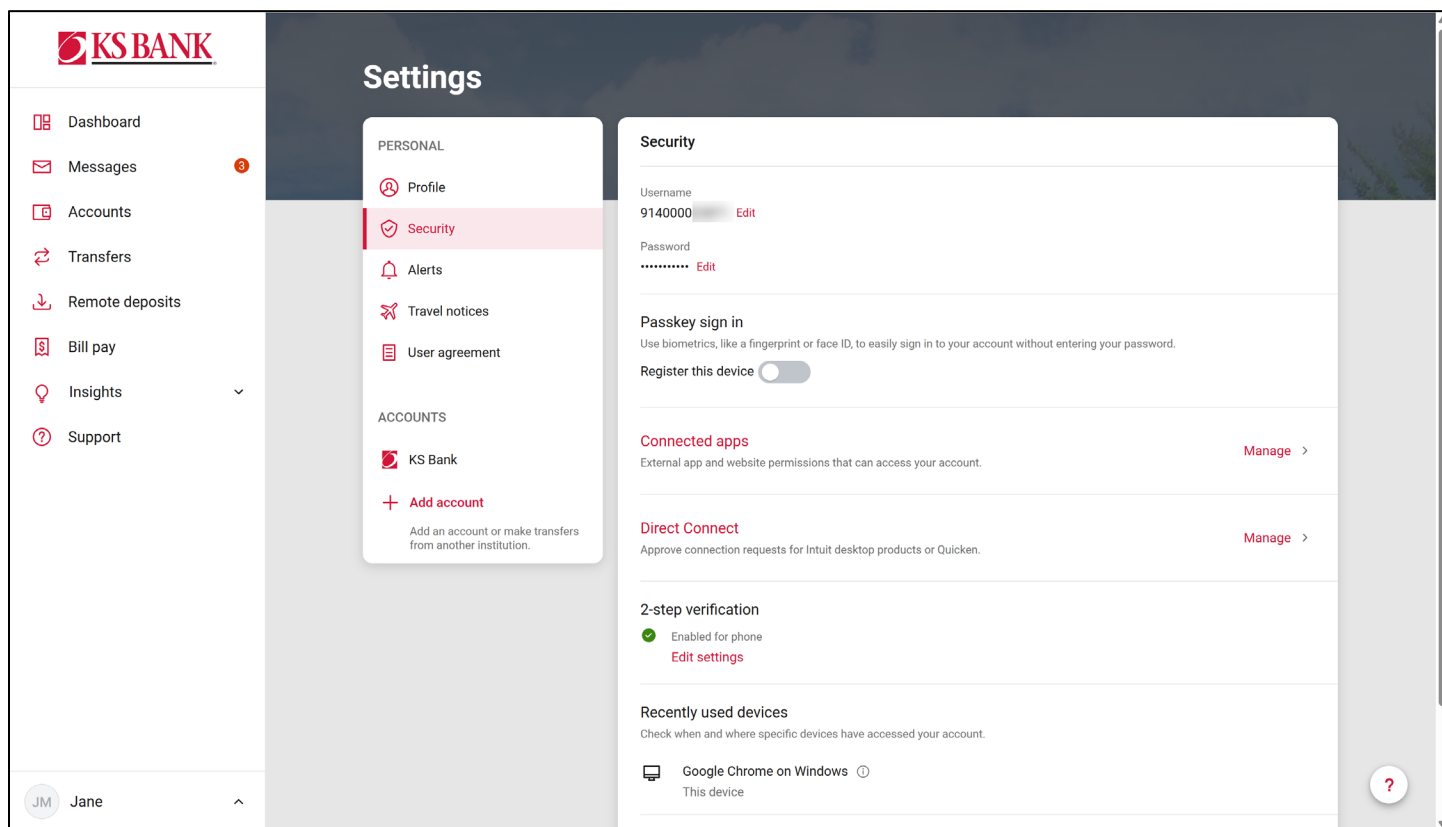 KS BANK
Dashboard
Messages
3
Accounts
Transfers
Remote deposits
Bill pay
Insights
Support
JM
Jane
Settings
PERSONAL
Profile
Security
Alerts
Travel notices
User agreement
ACCOUNTS
KS Bank
Add account
Add an account or make transfers
from another institution.
Security
Username
9140000 Edit
Password
••••••••••• Edit
Passkey sign in
Use biometrics, like a fingerprint or face ID, to easily sign in to your account without entering your password.
Register this device
Connected apps
External app and website permissions that can access your account.
Manage
Direct Connect
Approve connection requests for Intuit desktop products or Quicken.
Manage
2-step verification
Enabled for phone
Edit settings
Recently used devices
Check when and where specific devices have accessed your account.
Google Chrome on Windows
This device
?